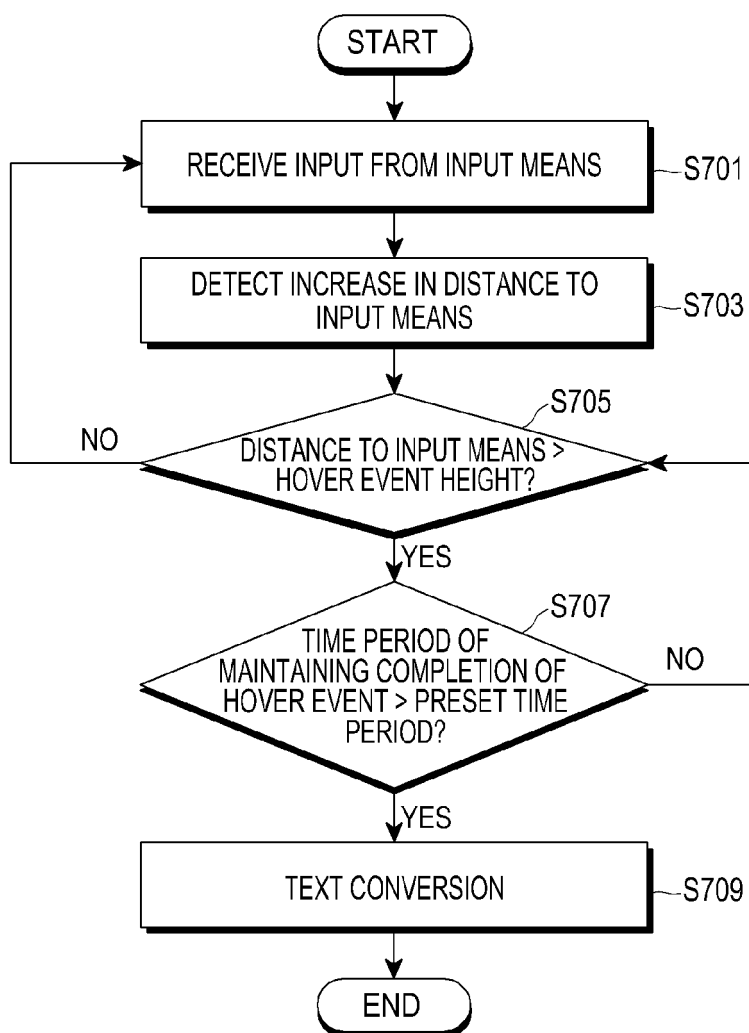 START
RECEIVE INPUT FROM INPUT MEANS
S701
DETECT INCREASE IN DISTANCE TO
INPUT MEANS
S703
S705
NO
DISTANCE TO INPUT MEANS >
HOVER EVENT HEIGHT?
YES
S707
TIME PERIOD OF
MAINTAINING COMPLETION OF
HOVER EVENT > PRESET TIME
PERIOD?
NO
YES
TEXT CONVERSION
S709
END